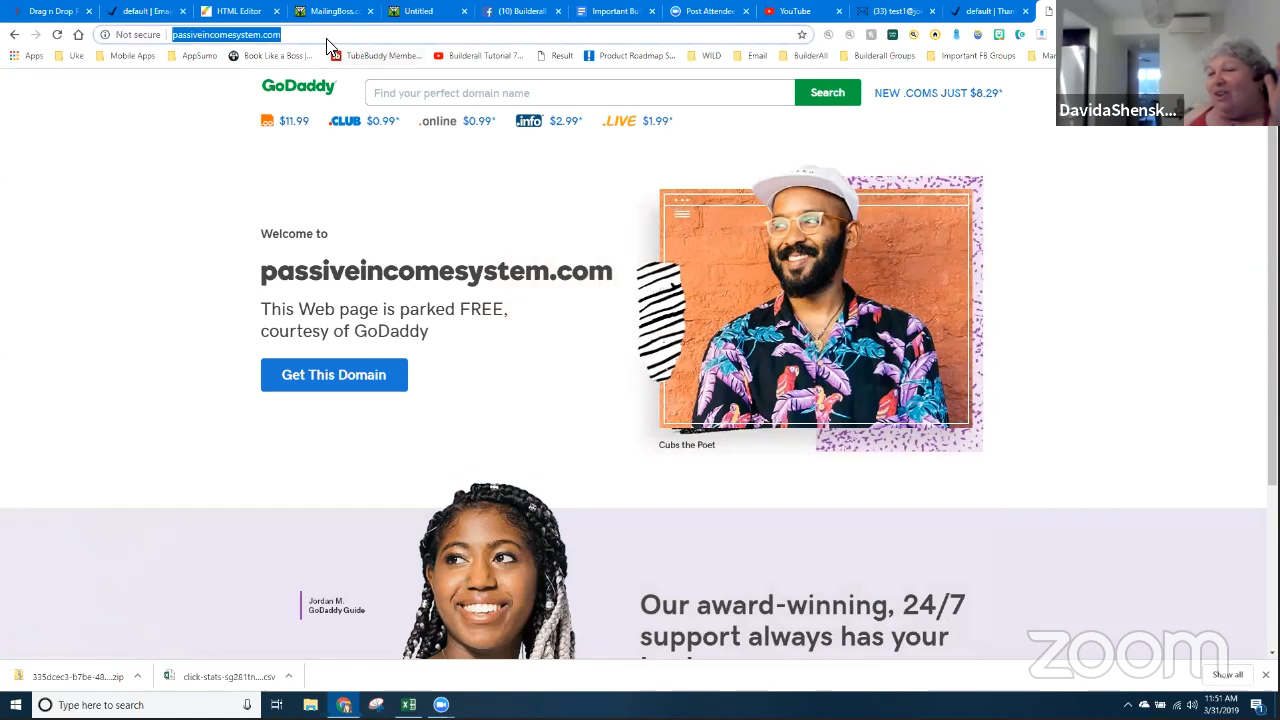 Drag n Drop E
default | Emai
HTML Editor
MailingBoss.co
Untitled
(10) Builderall
Important Bu
Post Attende
YouTube
(33) test1@jo
default | Than
Not secure
passiveincomesystem.com
Apps
Uke
Mobile Apps
AppSumo
Book Like a Boss |...
TubeBuddy Membe...
Builderall Tutorial 7...
Result
Product Roadmap S...
WILD
Email
BuilderAll
Builderall Groups
Important FB Groups
DavidaShensk...
GoDaddy
Find your perfect domain name
Search
NEW .COMS JUST $8.29*
.co $11.99
.CLUB $0.99*
.online $0.99*
.info $2.99*
.LIVE $1.99*
Welcome to
passiveincomesystem.com
This Web page is parked FREE,
courtesy of GoDaddy
Get This Domain
Cubs the Poet
Jordan M.
GoDaddy Guide
Our award-winning, 24/7
support always has your
zoom
335dcec3-b7be-48....zip
click-stats-sg281tn....csv
Show all
Type here to search
11:51 AM
3/31/2019